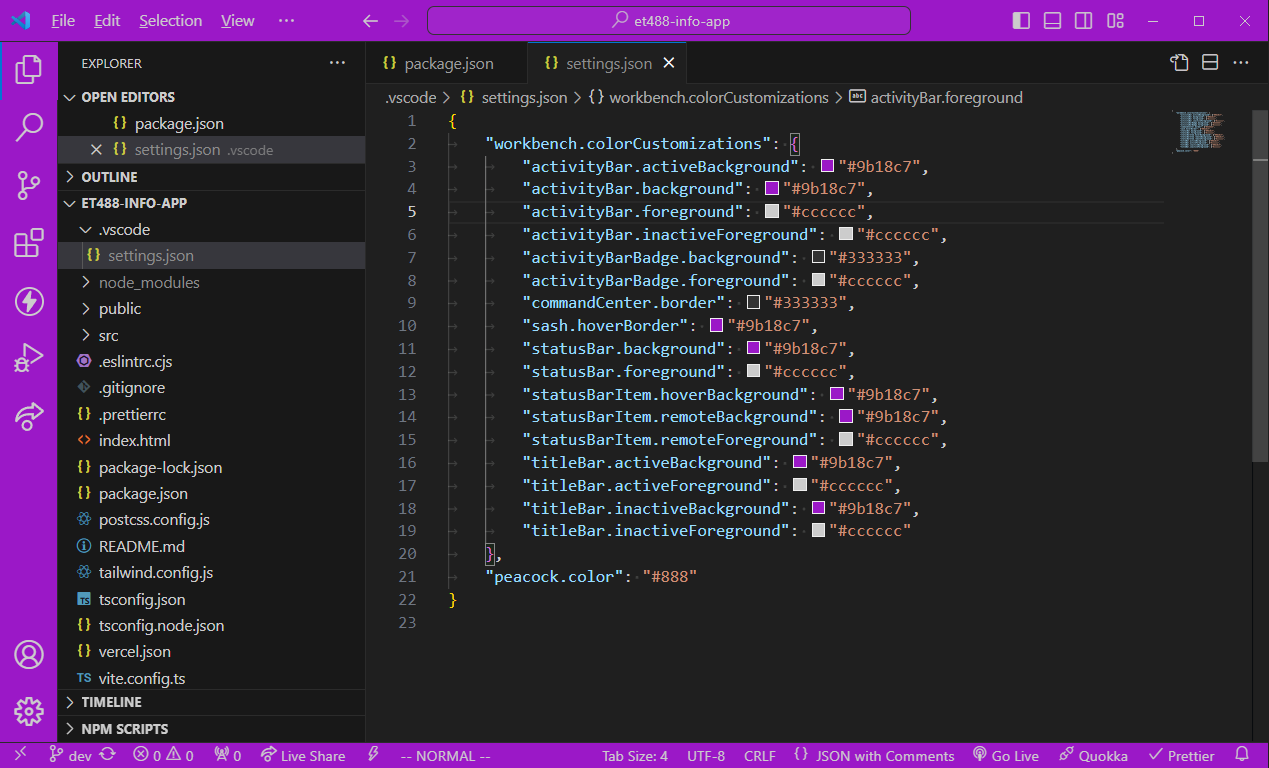 File Edit Selection View ··· et488-info-app
EXPLORER ···
package.json settings.json ···
OPEN EDITORS
package.json
settings.json .vscode
OUTLINE
ET488-INFO-APP
.vscode
settings.json
node_modules
public
src
.eslintrc.cjs
.gitignore
.prettierrc
index.html
package-lock.json
package.json
postcss.config.js
README.md
tailwind.config.js
tsconfig.json
tsconfig.node.json
vercel.json
vite.config.ts
TIMELINE
NPM SCRIPTS
.vscode > {} settings.json > {} workbench.colorCustomizations > abc activityBar.foreground
1 {
2 "workbench.colorCustomizations": {
3 "activityBar.activeBackground": "#9b18c7",
4 "activityBar.background": "#9b18c7",
5 "activityBar.foreground": "#cccccc",
6 "activityBar.inactiveForeground": "#cccccc",
7 "activityBarBadge.background": "#333333",
8 "activityBarBadge.foreground": "#cccccc",
9 "commandCenter.border": "#333333",
10 "sash.hoverBorder": "#9b18c7",
11 "statusBar.background": "#9b18c7",
12 "statusBar.foreground": "#cccccc",
13 "statusBarItem.hoverBackground": "#9b18c7",
14 "statusBarItem.remoteBackground": "#9b18c7",
15 "statusBarItem.remoteForeground": "#cccccc",
16 "titleBar.activeBackground": "#9b18c7",
17 "titleBar.activeForeground": "#cccccc",
18 "titleBar.inactiveBackground": "#9b18c7",
19 "titleBar.inactiveForeground": "#cccccc"
20 },
21 "peacock.color": "#888"
22 }
23
dev 0 0 0 Live Share -- NORMAL -- Tab Size: 4 UTF-8 CRLF {} JSON with Comments Go Live Quokka Prettier